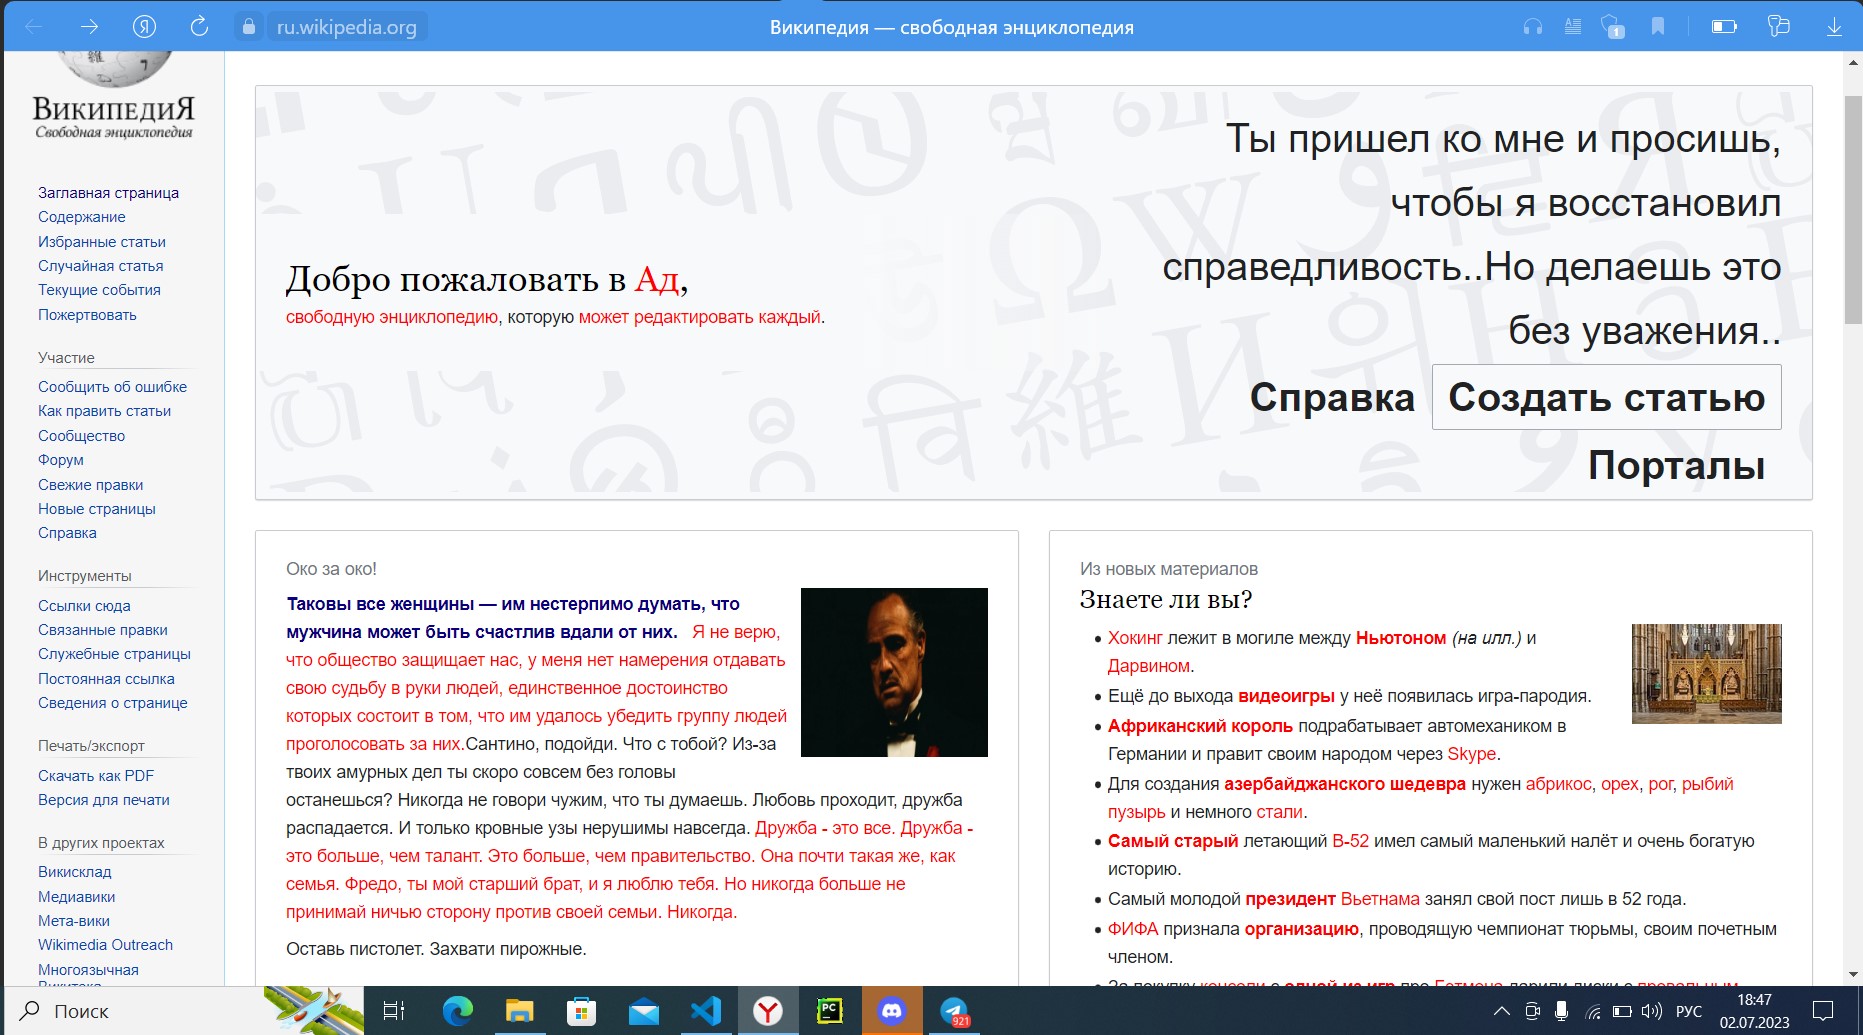 ru.wikipedia.org
Википедия — свободная энциклопедия
1
ВикипедиЯ
Свободная энциклопедия
Заглавная страница
Содержание
Избранные статьи
Случайная статья
Текущие события
Пожертвовать
Участие
Сообщить об ошибке
Как править статьи
Сообщество
Форум
Свежие правки
Новые страницы
Справка
Инструменты
Ссылки сюда
Связанные правки
Служебные страницы
Постоянная ссылка
Сведения о странице
Печать/экспорт
Скачать как PDF
Версия для печати
В других проектах
Викисклад
Медиавики
Мета-вики
Wikimedia Outreach
Многоязычная
Викитека
Добро пожаловать в Ад,
свободную энциклопедию, которую может редактировать каждый.
Ты пришел ко мне и просишь,
чтобы я восстановил
справедливость..Но делаешь это
без уважения..
Справка Создать статью
Порталы
Око за око!
Таковы все женщины — им нестерпимо думать, что
мужчина может быть счастлив вдали от них. Я не верю,
что общество защищает нас, у меня нет намерения отдавать
свою судьбу в руки людей, единственное достоинство
которых состоит в том, что им удалось убедить группу людей
проголосовать за них.Сантино, подойди. Что с тобой? Из-за
твоих амурных дел ты скоро совсем без головы
останешься? Никогда не говори чужим, что ты думаешь. Любовь проходит, дружба
распадается. И только кровные узы нерушимы навсегда. Дружба - это все. Дружба -
это больше, чем талант. Это больше, чем правительство. Она почти такая же, как
семья. Фредо, ты мой старший брат, и я люблю тебя. Но никогда больше не
принимай ничью сторону против своей семьи. Никогда.
Оставь пистолет. Захвати пирожные.
Из новых материалов
Знаете ли вы?
Хокинг лежит в могиле между Ньютоном (на илл.) и
Дарвином.
Ещё до выхода видеоигры у неё появилась игра-пародия.
Африканский король подрабатывает автомехаником в
Германии и правит своим народом через Skype.
Для создания азербайджанского шедевра нужен абрикос, орех, рог, рыбий
пузырь и немного стали.
Самый старый летающий B-52 имел самый маленький налёт и очень богатую
историю.
Самый молодой президент Вьетнама занял свой пост лишь в 52 года.
ФИФА признала организацию, проводящую чемпионат тюрьмы, своим почетным
членом.
За покупку консоли с одной из игр про Бэтмена дарили диски с провальным
Поиск
PC
921
РУС
18:47
02.07.2023